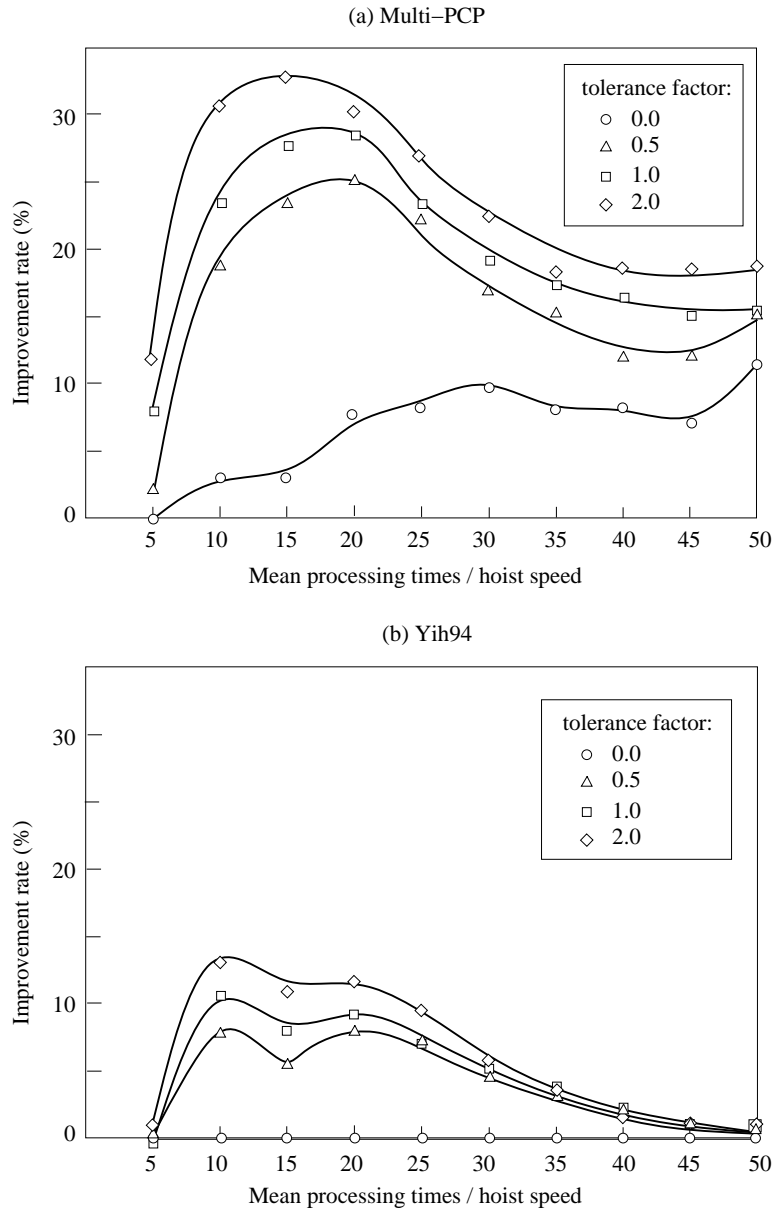 (a) Multi−PCP
tolerance factor:
0.0
0.5
1.0
2.0
30
20
10
0
Improvement rate (%)
5 10 15 20 25 30 35 40 45 50
Mean processing times / hoist speed
(b) Yih94
tolerance factor:
0.0
0.5
1.0
2.0
30
20
10
0
Improvement rate (%)
5 10 15 20 25 30 35 40 45 50
Mean processing times / hoist speed